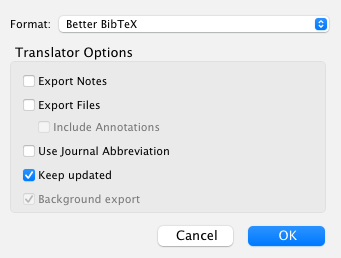 Format: Better BibTeX
Translator Options
Export Notes
Export Files
Include Annotations
Use Journal Abbreviation
Keep updated
Background export
Cancel OK